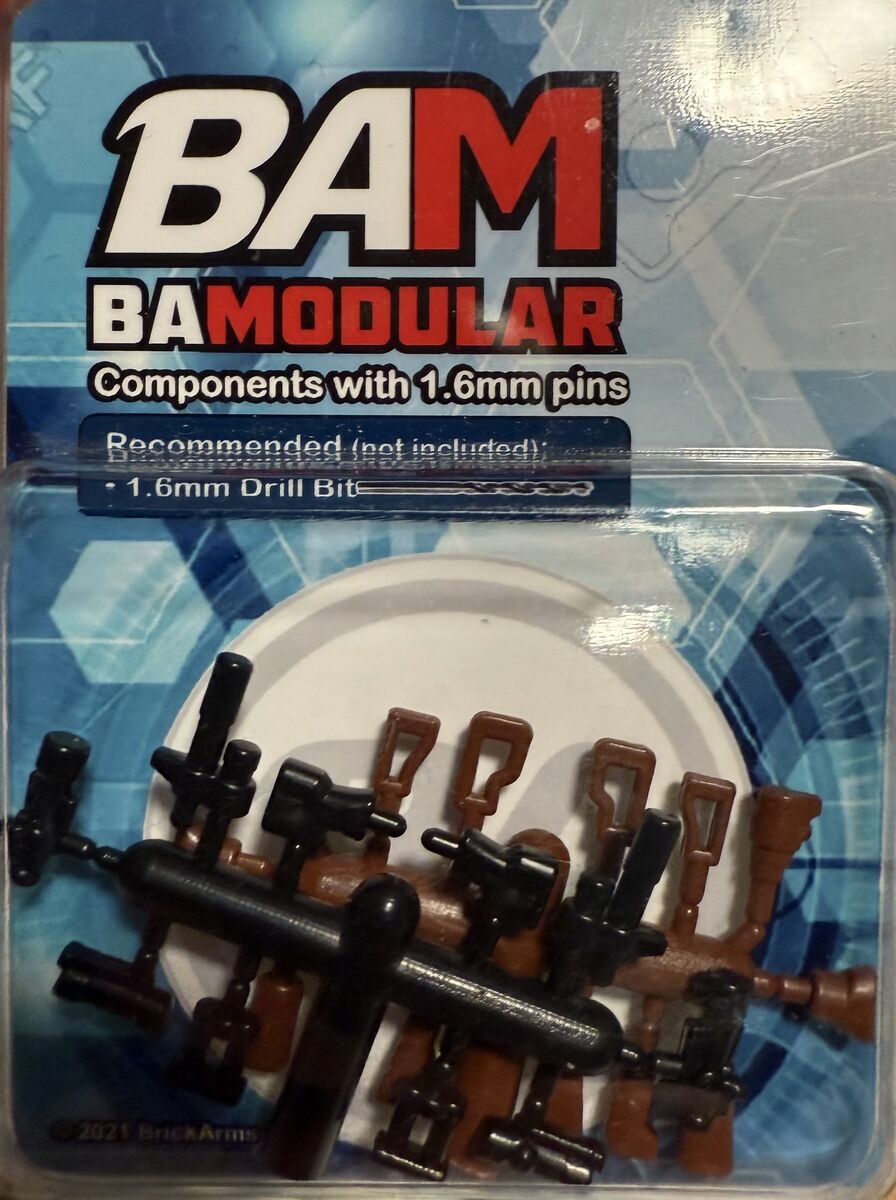 BAM
BAMODULAR
Components with 1.6mm pins
Recommended (not included):
• 1.6mm Drill Bit
© 2021 BrickArms